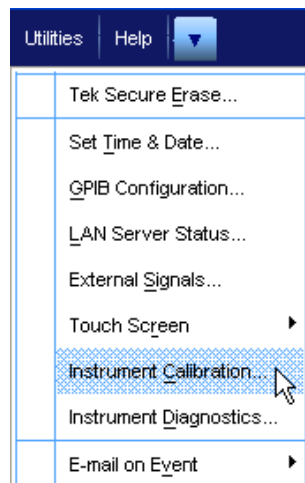 Utilities Help
Tek Secure Erase...
Set Time & Date...
GPIB Configuration...
LAN Server Status...
External Signals...
Touch Screen
Instrument Calibration...
Instrument Diagnostics...
E-mail on Event